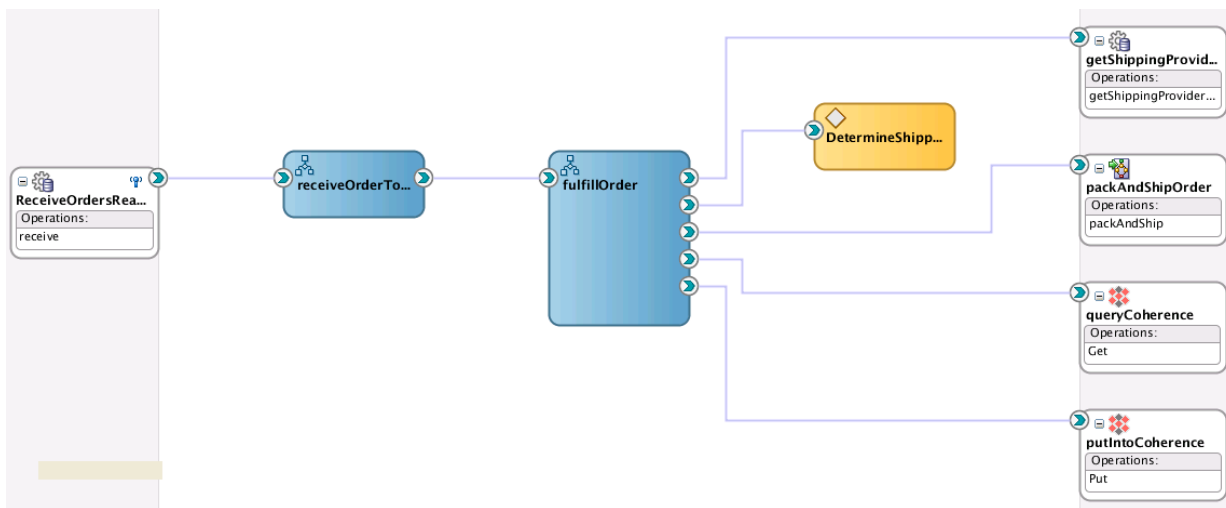 ReceiveOrdersRea...
Operations:
receive
receiveOrderTo...
fulfillOrder
DetermineShipp...
getShippingProvid...
Operations:
getShippingProvider...
packAndShipOrder
Operations:
packAndShip
queryCoherence
Operations:
Get
putIntoCoherence
Operations:
Put